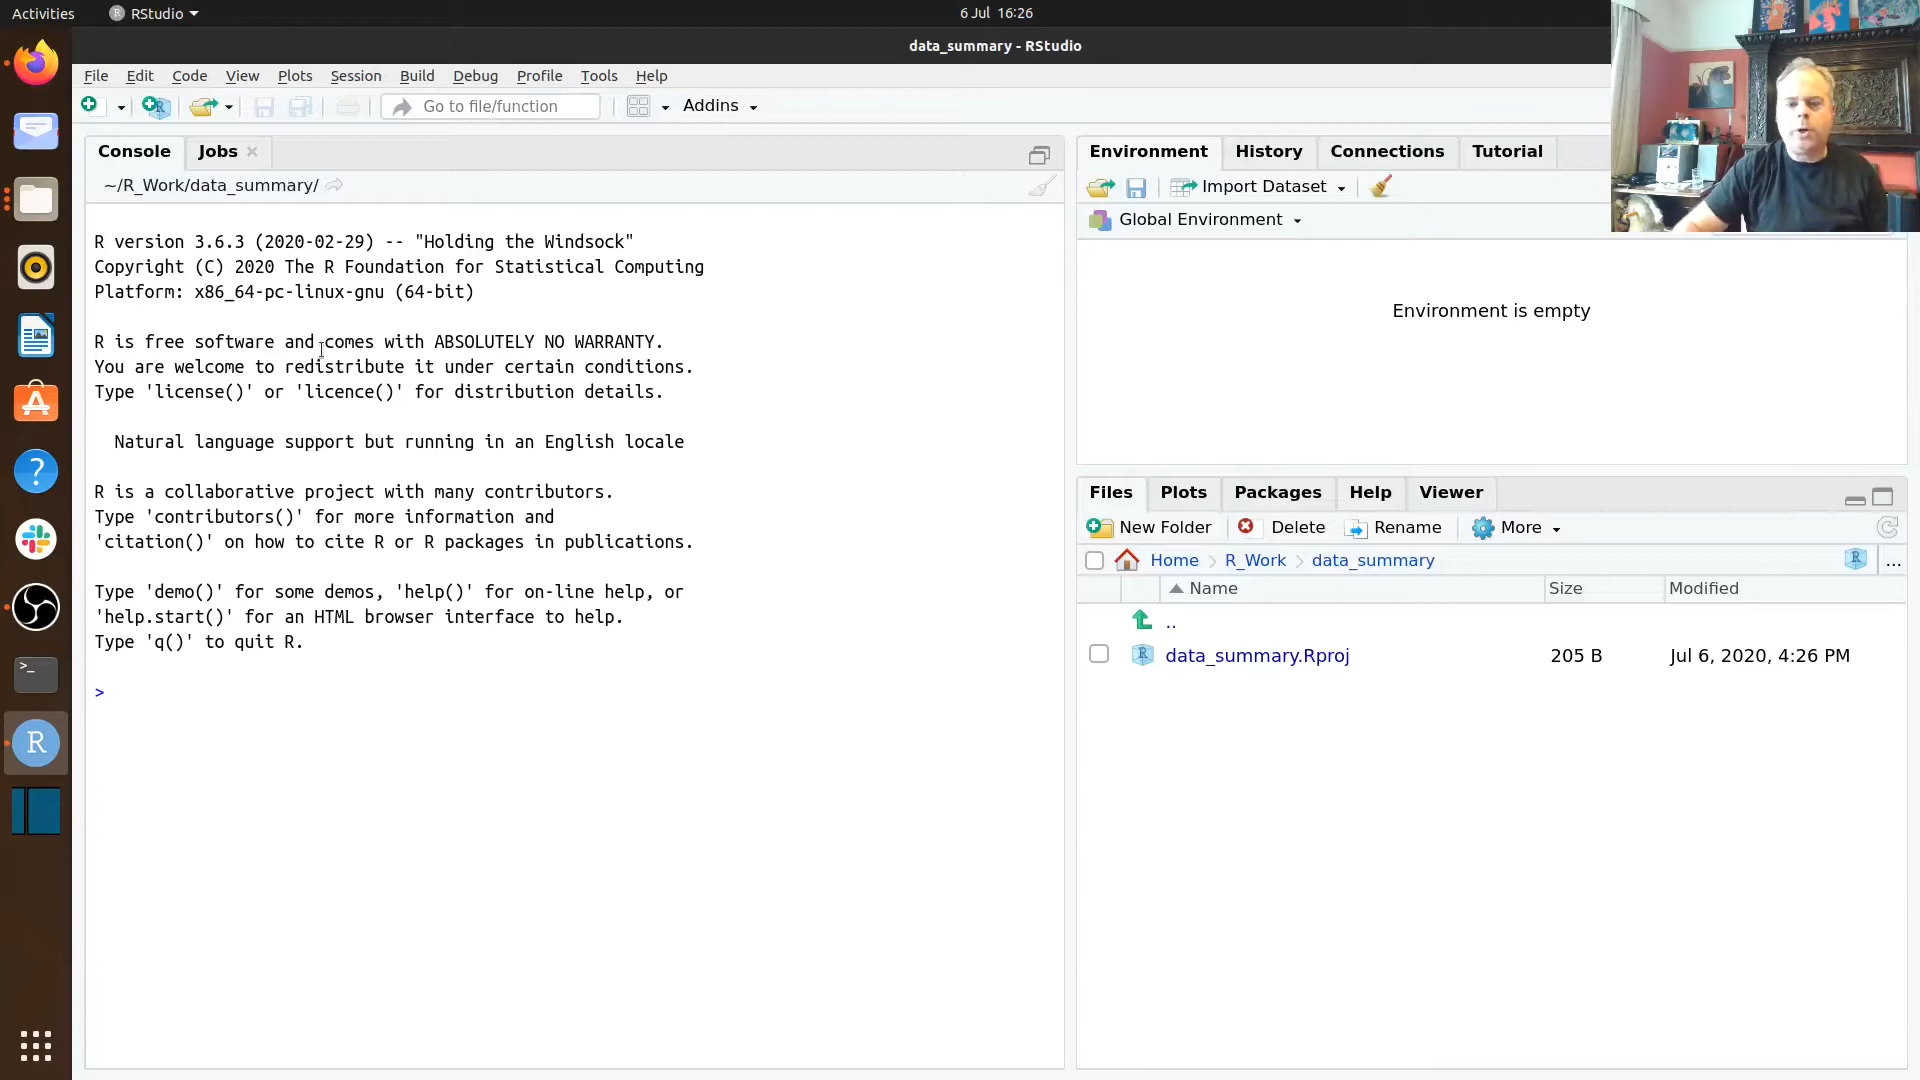 Activities
RStudio
6 Jul 16:26
data_summary - RStudio
File Edit Code View Plots Session Build Debug Profile Tools Help
Go to file/function
Addins
Console
Jobs
~/R_Work/data_summary/
R version 3.6.3 (2020-02-29) -- "Holding the Windsock"
Copyright (C) 2020 The R Foundation for Statistical Computing
Platform: x86_64-pc-linux-gnu (64-bit)
R is free software and comes with ABSOLUTELY NO WARRANTY.
You are welcome to redistribute it under certain conditions.
Type 'license()' or 'licence()' for distribution details.
Natural language support but running in an English locale
R is a collaborative project with many contributors.
Type 'contributors()' for more information and
'citation()' on how to cite R or R packages in publications.
Type 'demo()' for some demos, 'help()' for on-line help, or
'help.start()' for an HTML browser interface to help.
Type 'q()' to quit R.
>
Environment History Connections Tutorial
Import Dataset
Global Environment
Environment is empty
Files Plots Packages Help Viewer
New Folder Delete Rename More
Home R_Work data_summary ...
Name Size Modified
..
data_summary.Rproj 205 B Jul 6, 2020, 4:26 PM